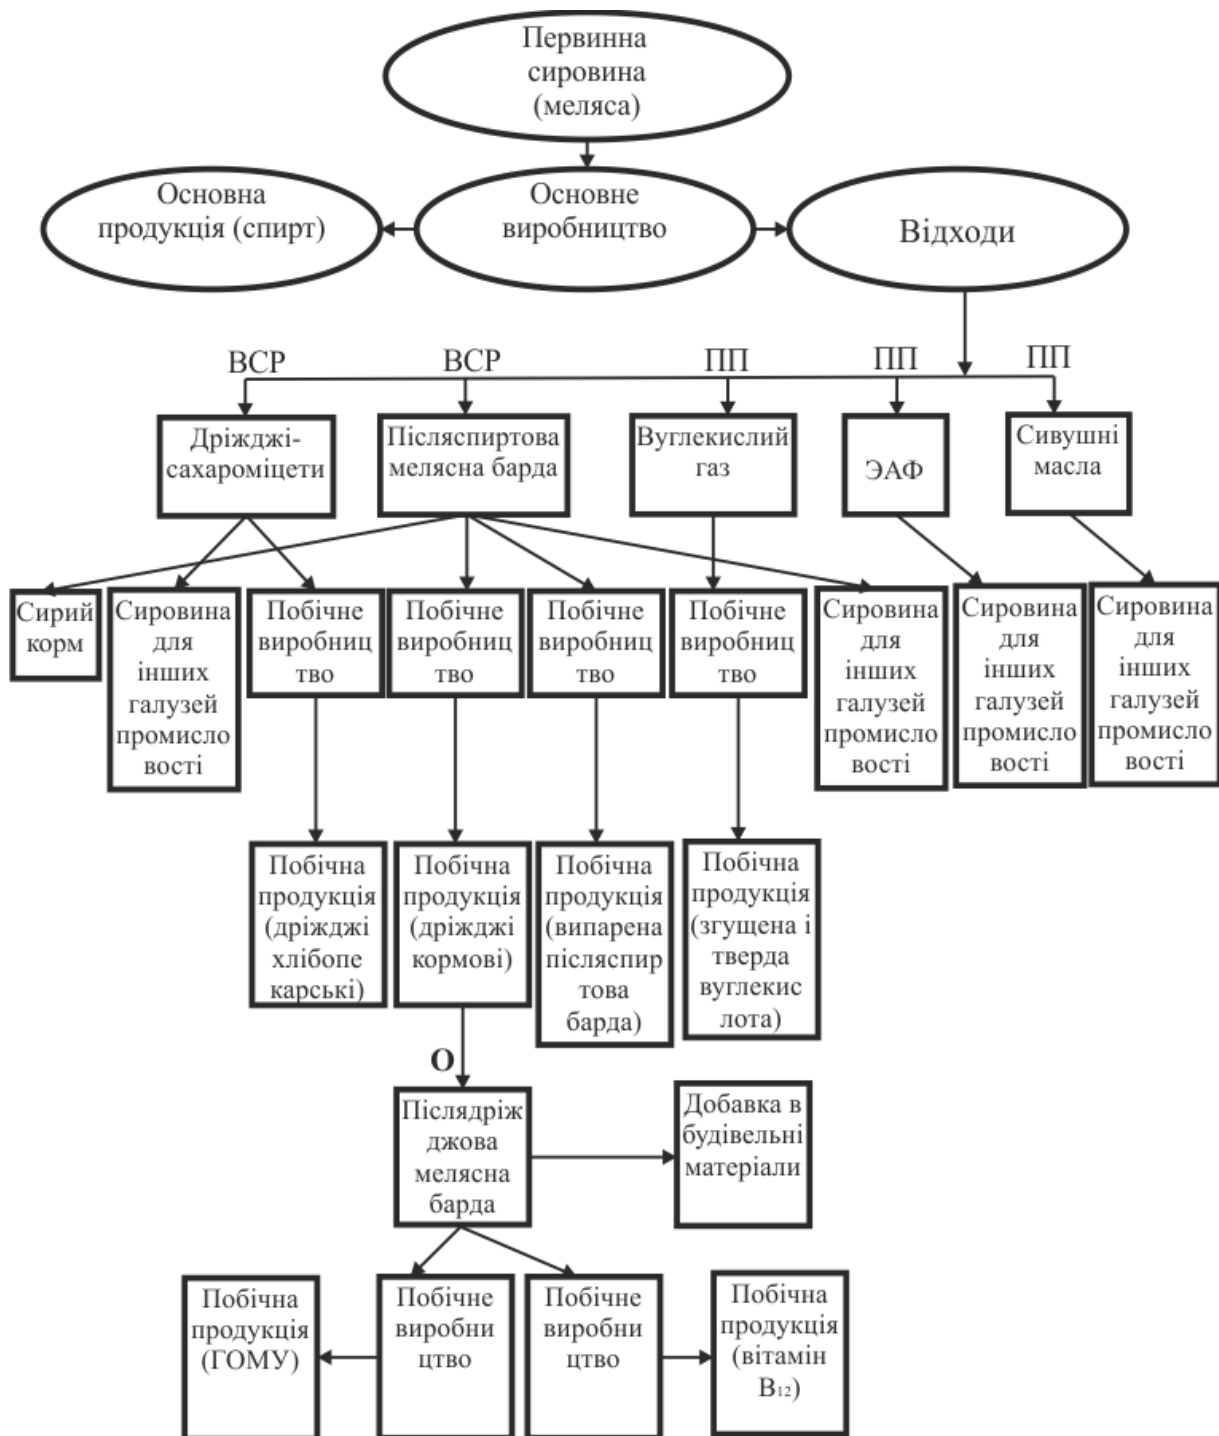 Первинна
сировина
(меляса)
Основна
продукція (спирт)
Основне
виробництво
Відходи
ВСР
ВСР
ПП
ПП
ПП
Дріжджі-
сахароміцети
Післяспиртова
мелясна барда
Вуглекислий
газ
ЭАФ
Сивушні
масла
Сирий
корм
Сировина
для
інших
галузей
промисло
вості
Побічне
виробниц
тво
Побічне
виробниц
тво
Побічне
виробниц
тво
Побічне
виробниц
тво
Сировина
для
інших
галузей
промисло
вості
Сировина
для
інших
галузей
промисло
вості
Сировина
для
інших
галузей
промисло
вості
Побічна
продукція
(дріжджі
хлібопе
карські)
Побічна
продукція
(дріжджі
кормові)
Побічна
продукція
(випарена
післяспир
това
барда)
Побічна
продукція
(згущена і
тверда
вуглекис
лота)
О
Післядріж
джова
мелясна
барда
Добавка в
будівельні
матеріали
Побічна
продукція
(ГОМУ)
Побічне
виробни
цтво
Побічне
виробни
цтво
Побічна
продукція
(вітамін
В₁₂)